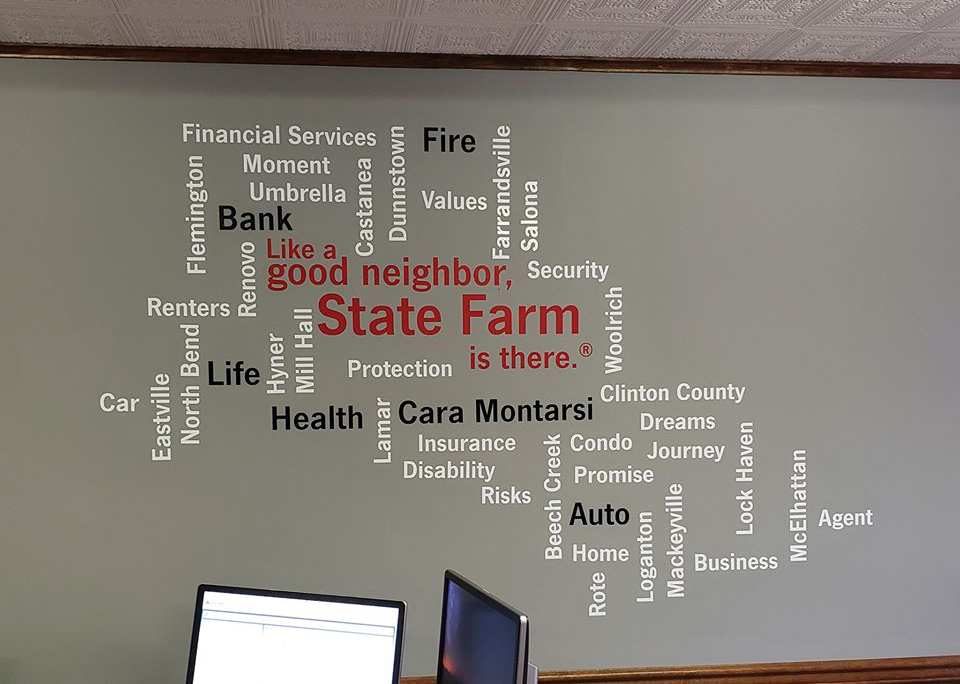 Financial Services
Fire
Moment
Umbrella
Flemington
Castanea
Dunnstown
Values
Farrandsville
Salona
Bank
Renovo
Like a
good neighbor,
Security
Renters
State Farm
Woolrich
is there.®
North Bend
Life
Hyner
Mill Hall
Protection
Car
Eastville
Health
Lamar
Cara Montarsi
Clinton County
Dreams
Insurance
Condo
Journey
Disability
Promise
Risks
Beech Creek
Auto
Lock Haven
McElhattan
Agent
Home
Rote
Loganton
Mackeyville
Business